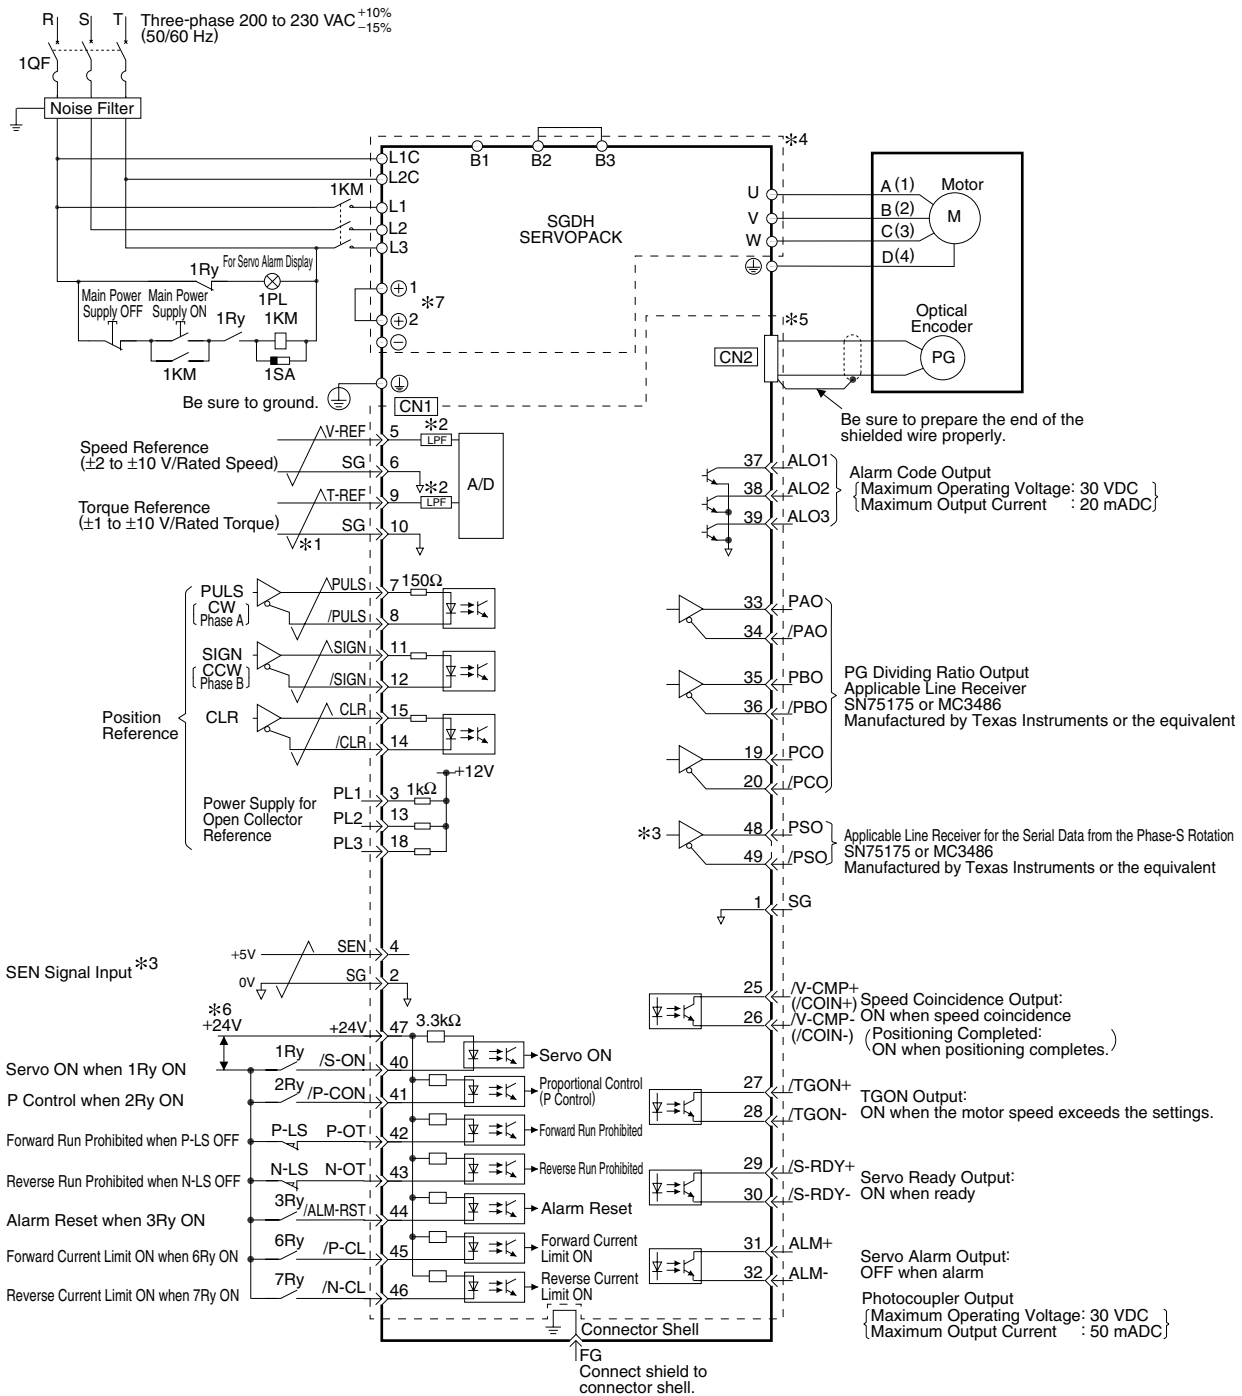 R S T Three-phase 200 to 230 VAC +10% −15%
(50/60 Hz)
1QF
Noise Filter
B1 B2 B3
*4
L1C
L2C
1KM
L1
L2
L3
SGDH
SERVOPACK
U
V
W
A (1)
B (2)
C (3)
D (4)
Motor
M
For Servo Alarm Display
1Ry
1PL
Main Power Supply OFF
Main Power Supply ON
1Ry
1KM
1KM
1SA
+1
*7
+2
−
*5
CN2
Optical
Encoder
PG
Be sure to ground.
CN1
Be sure to prepare the end of the
shielded wire properly.
Speed Reference
(±2 to ±10 V/Rated Speed)
V-REF 5 *2 LPF
SG 6
A/D
Torque Reference
(±1 to ±10 V/Rated Torque)
T-REF 9 *2 LPF
SG 10
*1
37 ALO1
38 ALO2
39 ALO3
Alarm Code Output
Maximum Operating Voltage: 30 VDC
Maximum Output Current : 20 mADC
Position
Reference
PULS
CW
Phase A
PULS 7 150Ω
/PULS 8
SIGN
CCW
Phase B
SIGN 11
/SIGN 12
CLR
CLR 15
/CLR 14
+12V
Power Supply for
Open Collector
Reference
PL1 3 1kΩ
PL2 13
PL3 18
33 PAO
34 /PAO
35 PBO
36 /PBO
19 PCO
20 /PCO
PG Dividing Ratio Output
Applicable Line Receiver
SN75175 or MC3486
Manufactured by Texas Instruments or the equivalent
*3
48 PSO
49 /PSO
Applicable Line Receiver for the Serial Data from the Phase-S Rotation
SN75175 or MC3486
Manufactured by Texas Instruments or the equivalent
1 SG
SEN Signal Input *3
+5V SEN 4
0V SG 2
*6
+24V
+24V 47 3.3kΩ
Servo ON when 1Ry ON 1Ry /S-ON 40 Servo ON
P Control when 2Ry ON 2Ry /P-CON 41 Proportional Control
(P Control)
Forward Run Prohibited when P-LS OFF P-LS P-OT 42 Forward Run Prohibited
Reverse Run Prohibited when N-LS OFF N-LS N-OT 43 Reverse Run Prohibited
Alarm Reset when 3Ry ON 3Ry /ALM-RST 44 Alarm Reset
Forward Current Limit ON when 6Ry ON 6Ry /P-CL 45 Forward Current
Limit ON
Reverse Current Limit ON when 7Ry ON 7Ry /N-CL 46 Reverse Current
Limit ON
25 /V-CMP+
(/COIN+)
26 /V-CMP-
(/COIN-)
Speed Coincidence Output:
ON when speed coincidence
(Positioning Completed:
ON when positioning completes.)
27 /TGON+
28 /TGON-
TGON Output:
ON when the motor speed exceeds the settings.
29 /S-RDY+
30 /S-RDY-
Servo Ready Output:
ON when ready
31 ALM+
32 ALM-
Servo Alarm Output:
OFF when alarm
Photocoupler Output
Maximum Operating Voltage: 30 VDC
Maximum Output Current : 50 mADC
Connector Shell
FG
Connect shield to
connector shell.